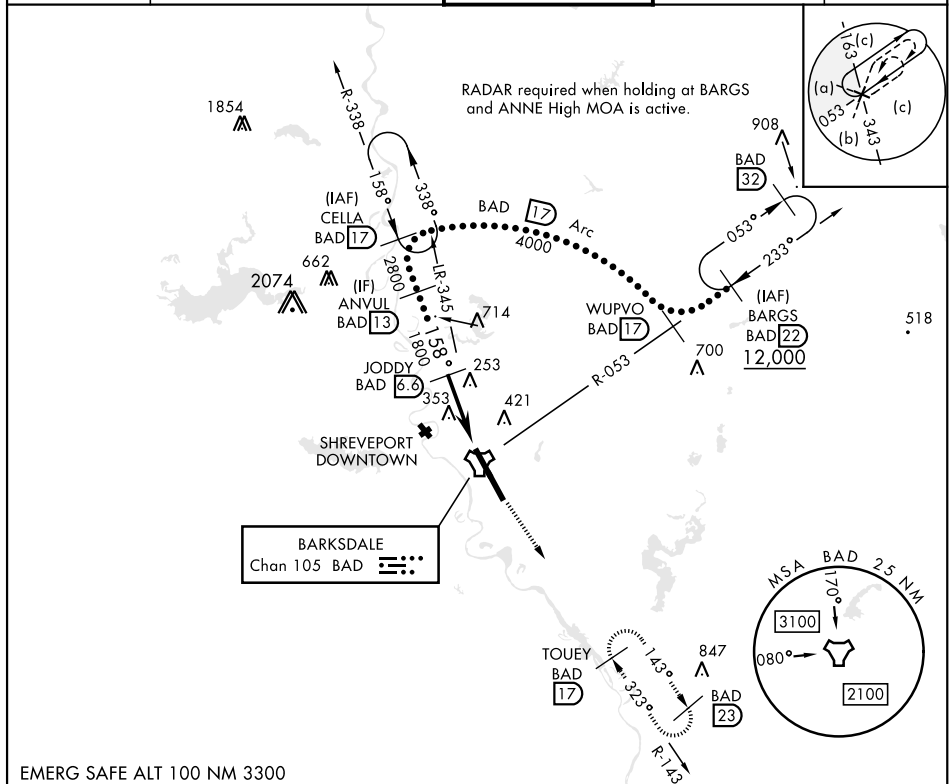 RADAR required when holding at BARGS
and ANNE High MOA is active.
163
(c)
(a)
(c)
053
(b)
343
1854
R-338
158°
338°
(IAF)
CELLA
BAD 17
BAD 17 Arc
4000
908
BAD
32
053°
233°
662
2074
2800
LR-345
(IF)
ANVUL
BAD 13
714
WUPVO
BAD 17
(IAF)
BARGS
BAD 22
12,000
518
1800
158°
700
R-053
JODDY
BAD 6.6
253
353
421
SHREVEPORT
DOWNTOWN
BARKSDALE
Chan 105 BAD
MSA BAD 25 NM
170°
3100
080°
2100
TOUEY
BAD
17
143°
323°
847
BAD
23
R-143
EMERG SAFE ALT 100 NM 3300